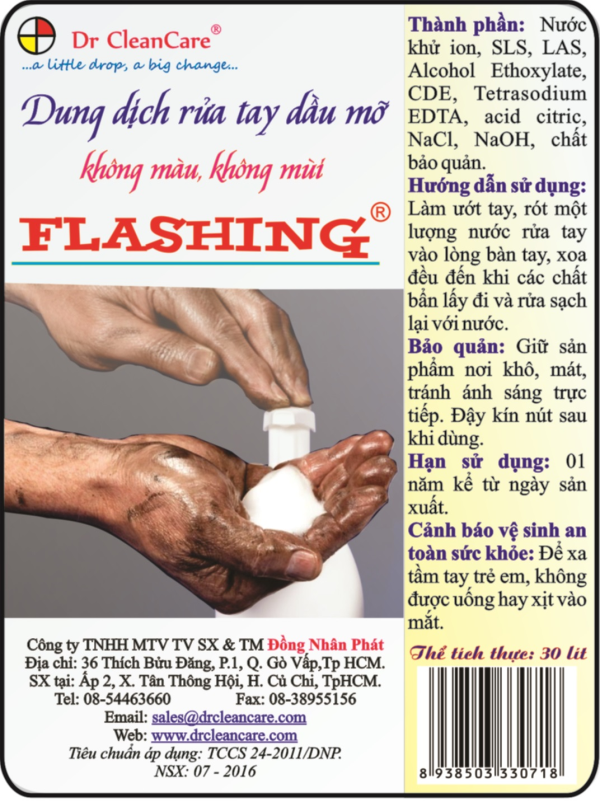 Dr CleanCare®
...a little drop, a big change...
Dung dịch rửa tay dầu mỡ
không màu, không mùi
FLASHING®
Công ty TNHH MTV TV SX & TM Đồng Nhân Phát
Địa chỉ: 36 Thích Bửu Đăng, P.1, Q. Gò Vấp,Tp HCM.
SX tại: Ấp 2, X. Tân Thông Hội, H. Củ Chi, TpHCM.
Tel: 08-54463660 Fax: 08-38955156
Email: sales@drcleancare.com
Web: www.drcleancare.com
Tiêu chuẩn áp dụng: TCCS 24-2011/DNP.
NSX: 07 - 2016
Thành phần: Nước
khử ion, SLS, LAS,
Alcohol Ethoxylate,
CDE, Tetrasodium
EDTA, acid citric,
NaCl, NaOH, chất
bảo quản.
Hướng dẫn sử dụng:
Làm ướt tay, rót một
lượng nước rửa tay
vào lòng bàn tay, xoa
đều đến khi các chất
bẩn lấy đi và rửa sạch
lại với nước.
Bảo quản: Giữ sản
phẩm nơi khô, mát,
tránh ánh sáng trực
tiếp. Đậy kín nút sau
khi dùng.
Hạn sử dụng: 01
năm kể từ ngày sản
xuất.
Cảnh báo vệ sinh an
toàn sức khỏe: Để xa
tầm tay trẻ em, không
được uống hay xịt vào
mắt.
Thể tích thực: 30 lít
8 938503 330718